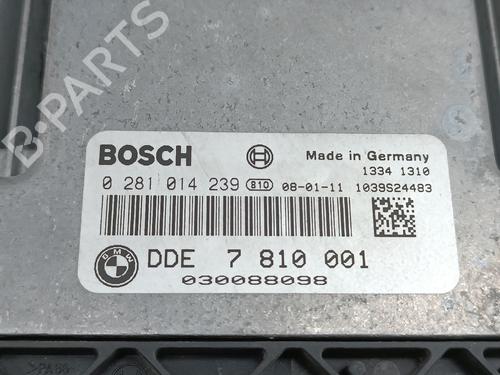 B-PARTS
BOSCH
Made in Germany
1334 1310
0 281 014 239 810 08-01-11 1039S24483
BMW
DDE 7 810 001
030088098